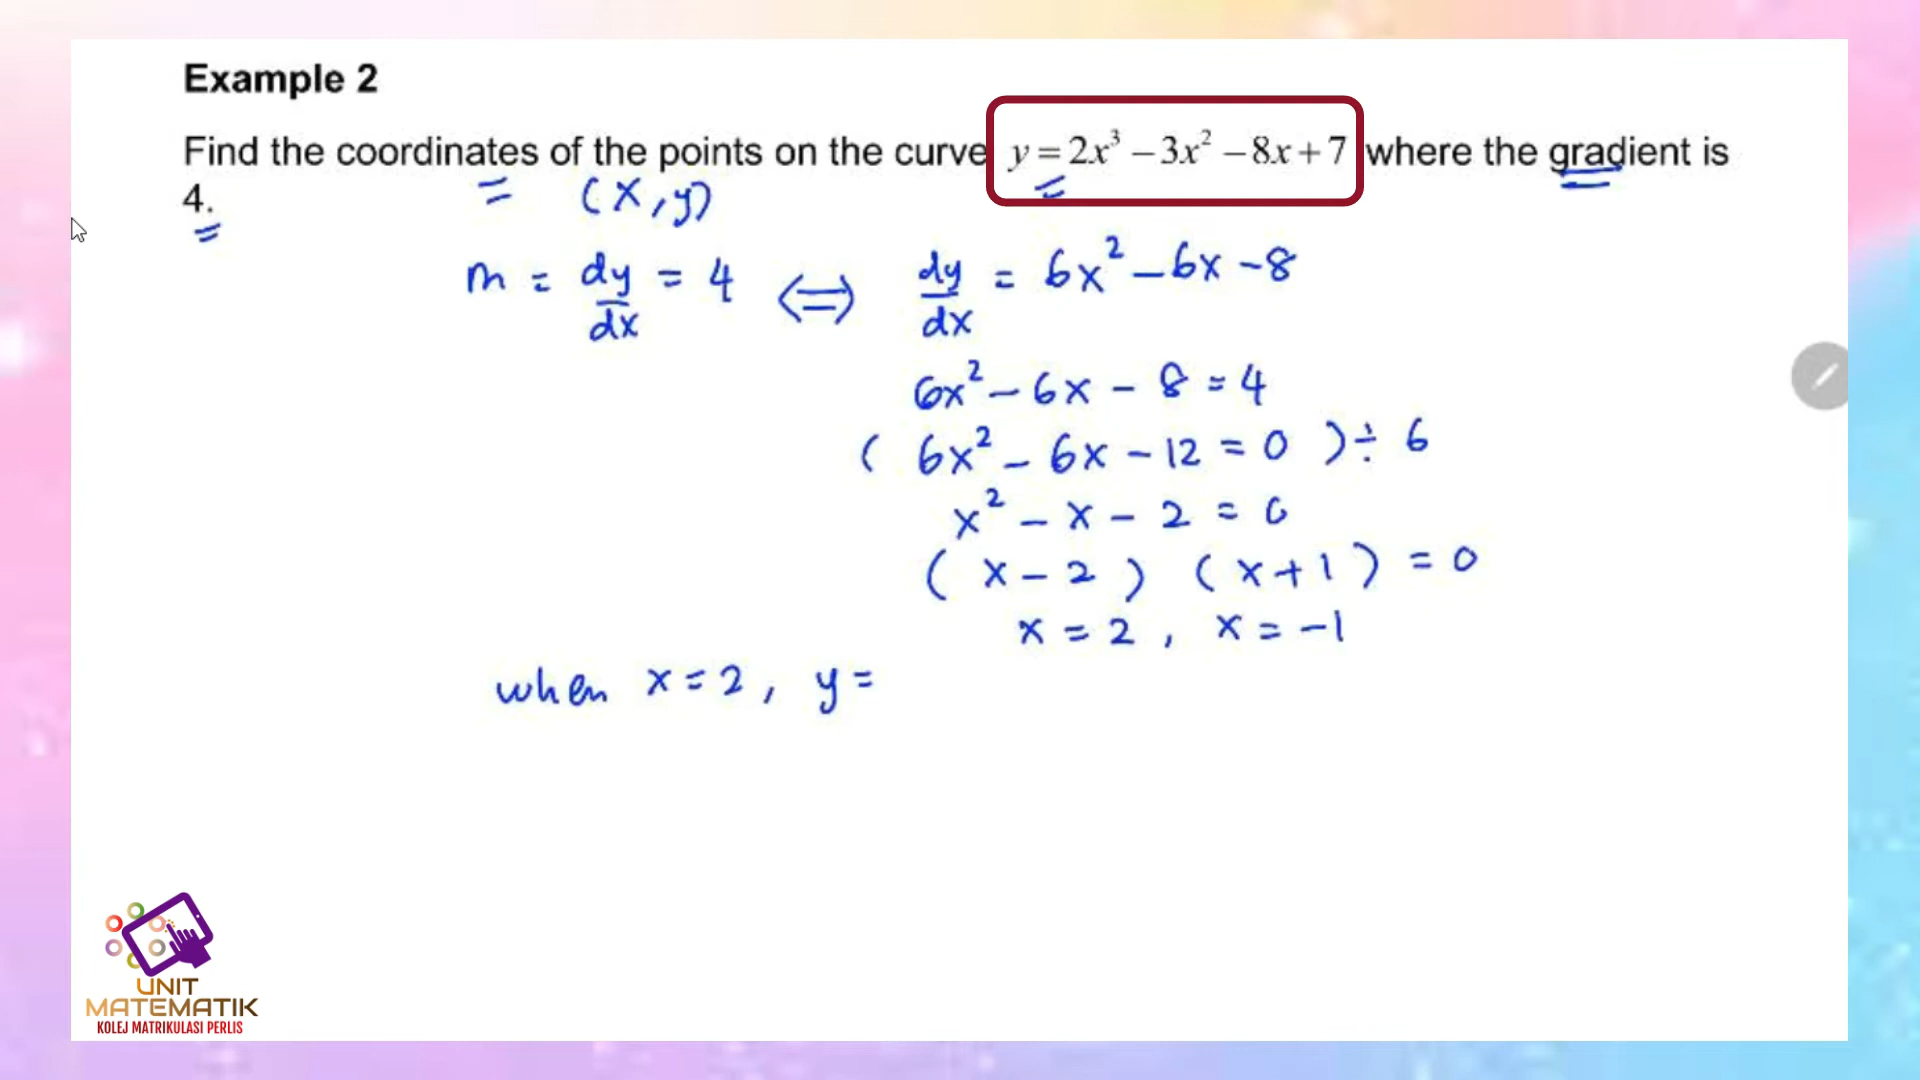 Example 2
Find the coordinates of the points on the curve y = 2x³ − 3x² − 8x + 7 where the gradient is
4.
= (x, y)
m = dy/dx = 4 ⟺ dy/dx = 6x² − 6x − 8
6x² − 6x − 8 = 4
( 6x² − 6x − 12 = 0 ) ÷ 6
x² − x − 2 = 0
( x − 2 ) ( x + 1 ) = 0
x = 2 , x = −1
when x = 2 , y =
UNIT
MATEMATIK
KOLEJ MATRIKULASI PERLIS